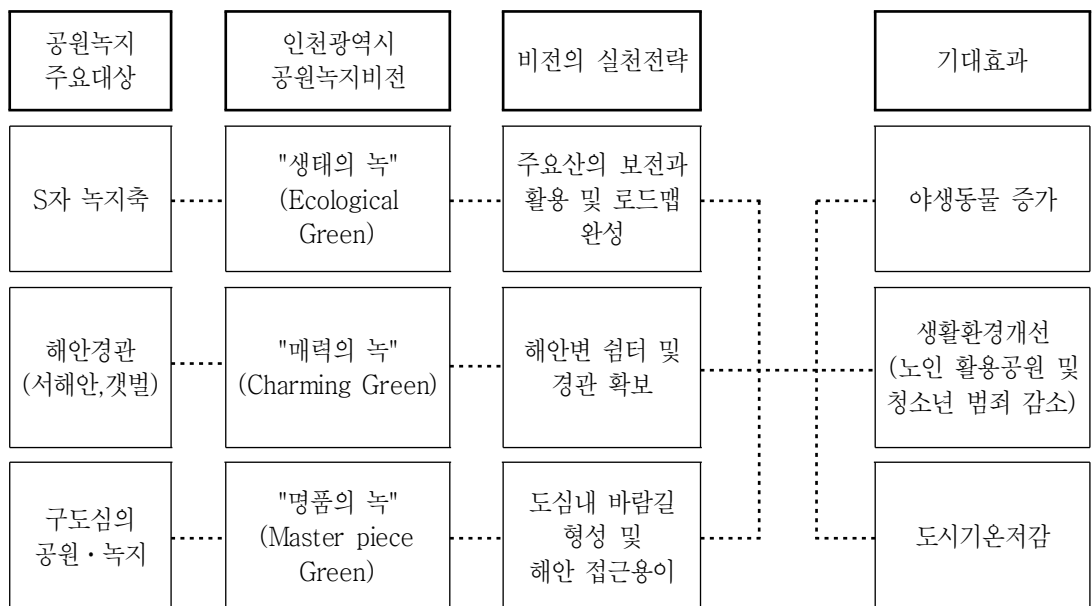 공원녹지
주요대상
인천광역시
공원녹지비전
비전의 실천전략
기대효과
S자 녹지축
"생태의 녹"
(Ecological
Green)
주요산의 보전과
활용 및 로드맵
완성
야생동물 증가
해안경관
(서해안,갯벌)
"매력의 녹"
(Charming Green)
해안변 쉼터 및
경관 확보
생활환경개선
(노인 활용공원 및
청소년 범죄 감소)
구도심의
공원·녹지
"명품의 녹"
(Master piece
Green)
도심내 바람길
형성 및
해안 접근용이
도시기온저감